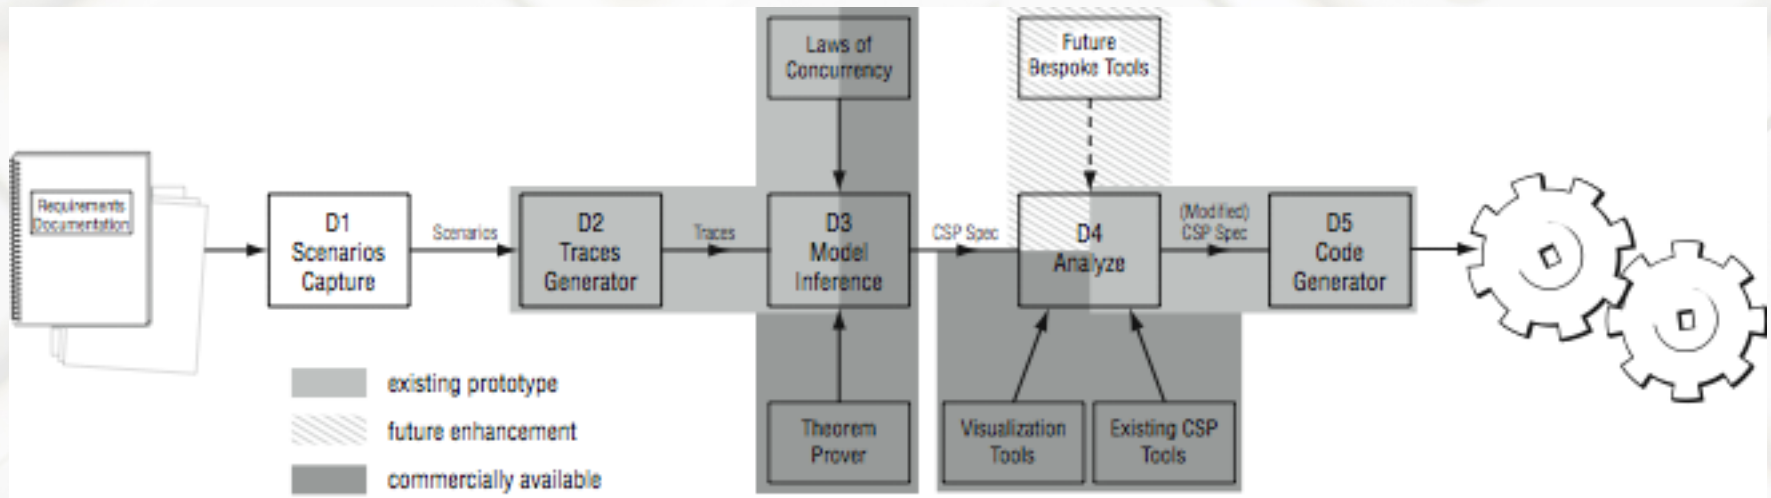 Laws of
Concurrency
Future
Bespoke Tools
Requirements
Documentation
D1
Scenarios
Capture
Scenarios
D2
Traces
Generator
Traces
D3
Model
Inference
CSP Spec
D4
Analyze
(Modified)
CSP Spec
D5
Code
Generator
existing prototype
future enhancement
commercially available
Theorem
Prover
Visualization
Tools
Existing CSP
Tools